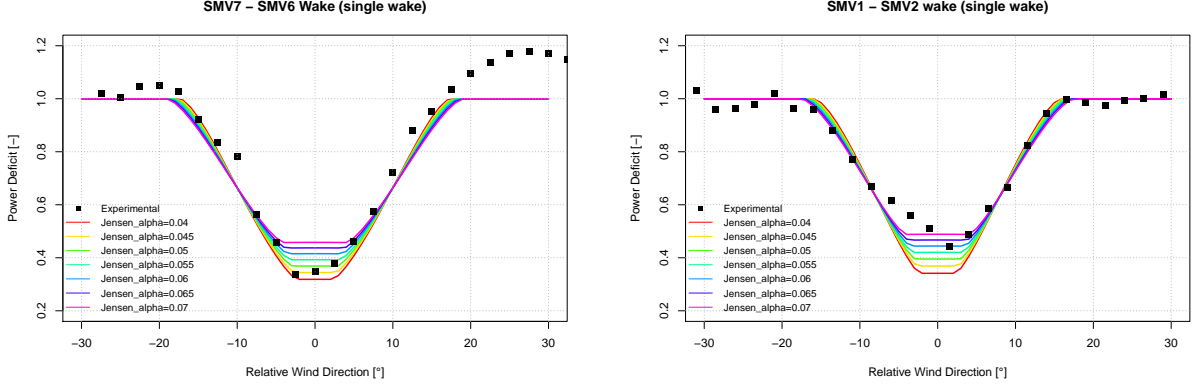 SMV7 − SMV6 Wake (single wake)
Power Deficit [−]
1.2
1.0
0.8
0.6
0.4
0.2
Experimental
Jensen_alpha=0.04
Jensen_alpha=0.045
Jensen_alpha=0.05
Jensen_alpha=0.055
Jensen_alpha=0.06
Jensen_alpha=0.065
Jensen_alpha=0.07
−30 −20 −10 0 10 20 30
Relative Wind Direction [°]
SMV1 − SMV2 wake (single wake)
Power Deficit [−]
1.2
1.0
0.8
0.6
0.4
0.2
Experimental
Jensen_alpha=0.04
Jensen_alpha=0.045
Jensen_alpha=0.05
Jensen_alpha=0.055
Jensen_alpha=0.06
Jensen_alpha=0.065
Jensen_alpha=0.07
−30 −20 −10 0 10 20 30
Relative Wind Direction [°]